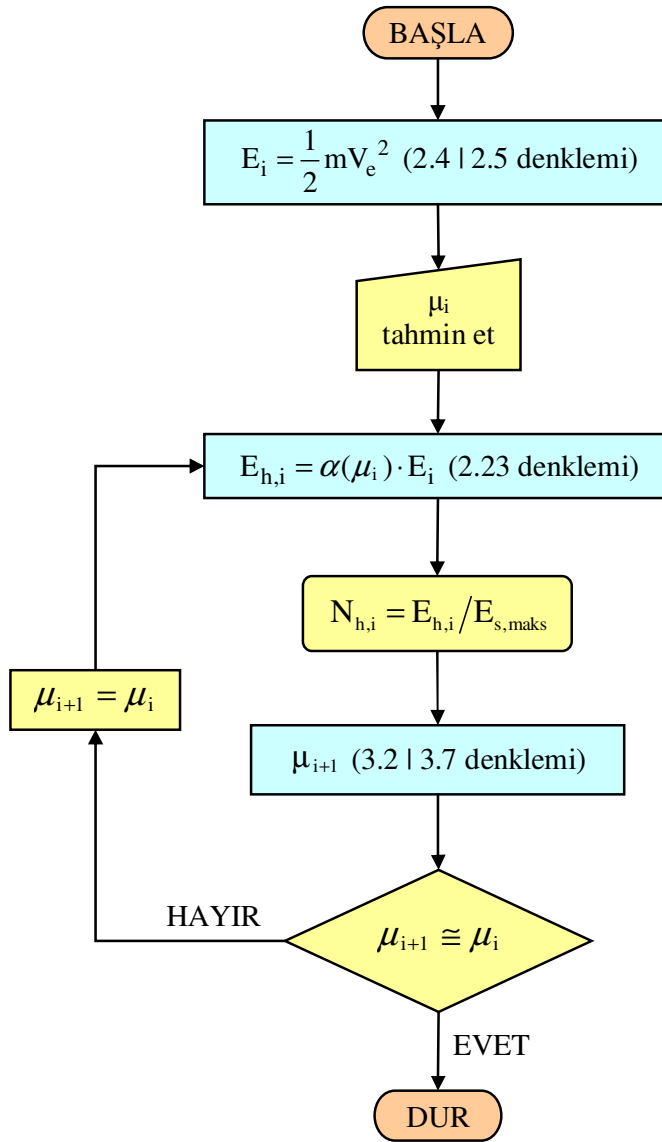 BAŞLA
E_i = 1/2 mV_e² (2.4 | 2.5 denklemi)
μ_i
tahmin et
E_h,i = α(μ_i)·E_i (2.23 denklemi)
N_h,i = E_h,i/E_s,maks
μ_i+1 = μ_i
μ_i+1 (3.2 | 3.7 denklemi)
HAYIR
μ_i+1 ≅ μ_i
EVET
DUR